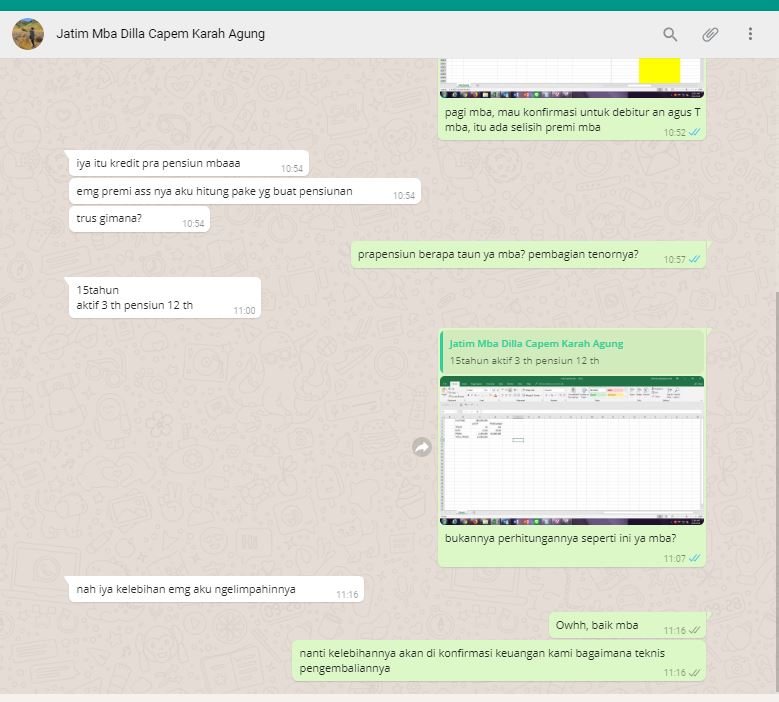 Jatim Mba Dilla Capem Karah Agung
pagi mba, mau konfirmasi untuk debitur an agus T
mba, itu ada selisih premi mba
10:52
iya itu kredit pra pensiun mbaaa
10:54
emg premi ass nya aku hitung pake yg buat pensiunan
10:54
trus gimana?
10:54
prapensiun berapa taun ya mba? pembagian tenornya?
10:57
15tahun
aktif 3 th pensiun 12 th
11:00
Jatim Mba Dilla Capem Karah Agung
15tahun aktif 3 th pensiun 12 th
bukannya perhitungannya seperti ini ya mba?
11:07
nah iya kelebihan emg aku ngelimpahinnya
11:16
Owhh, baik mba
11:16
nanti kelebihannya akan di konfirmasi keuangan kami bagaimana teknis
pengembaliannya
11:16